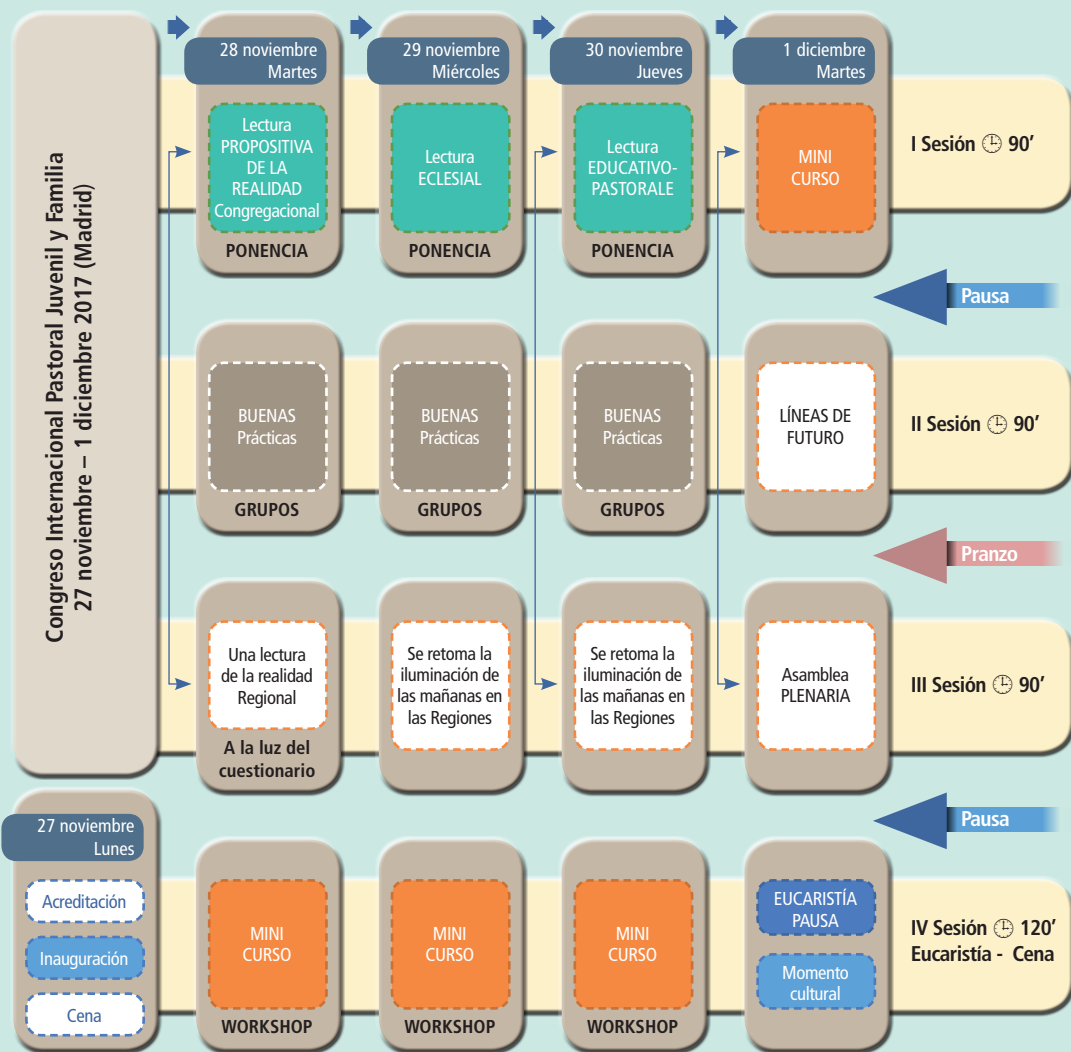 Congreso Internacional Pastoral Juvenil y Familia
27 noviembre – 1 diciembre 2017 (Madrid)
28 noviembre
Martes
29 noviembre
Miércoles
30 noviembre
Jueves
1 diciembre
Martes
Lectura
PROPOSITIVA
DE LA
REALIDAD
Congregacional
PONENCIA
Lectura
ECLESIAL
PONENCIA
Lectura
EDUCATIVO-
PASTORALE
PONENCIA
MINI
CURSO
I Sesión 90’
Pausa
BUENAS
Prácticas
GRUPOS
BUENAS
Prácticas
GRUPOS
BUENAS
Prácticas
GRUPOS
LÍNEAS DE
FUTURO
II Sesión 90’
Pranzo
Una lectura
de la realidad
Regional
A la luz del
cuestionario
Se retoma la
iluminación de
las mañanas en
las Regiones
Se retoma la
iluminación de
las mañanas en
las Regiones
Asamblea
PLENARIA
III Sesión 90’
Pausa
27 noviembre
Lunes
Acreditación
Inauguración
Cena
MINI
CURSO
WORKSHOP
MINI
CURSO
WORKSHOP
MINI
CURSO
WORKSHOP
EUCARISTÍA
PAUSA
Momento
cultural
IV Sesión 120’
Eucaristía - Cena